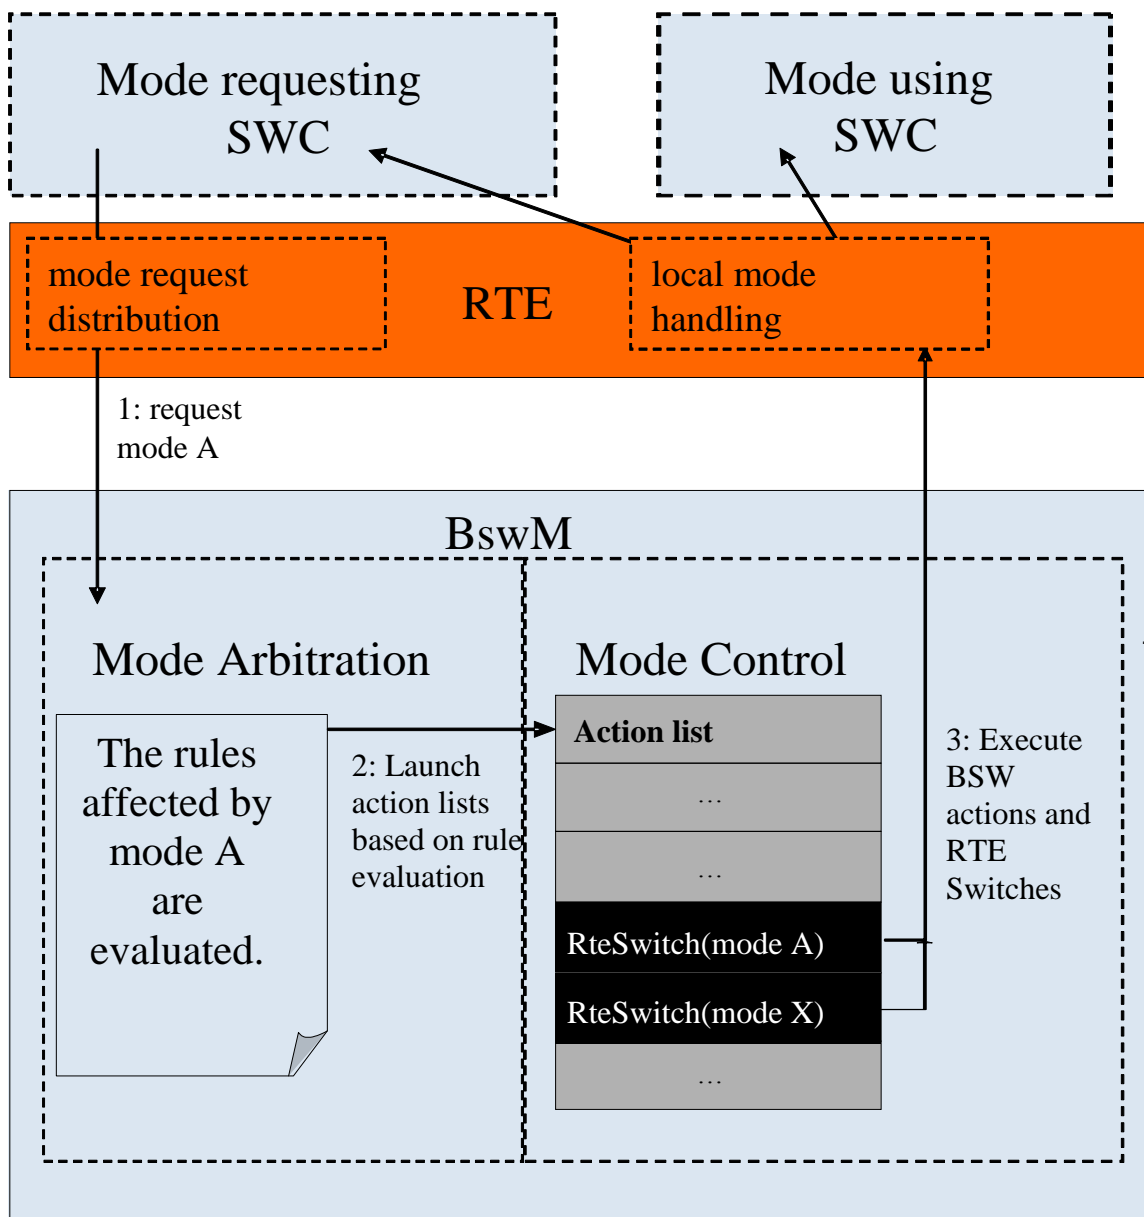 Mode requesting
SWC
Mode using
SWC
mode request
distribution
RTE
local mode
handling
1: request
mode A
BswM
Mode Arbitration
Mode Control
The rules
affected by
mode A
are
evaluated.
2: Launch
action lists
based on rule
evaluation
Action list
...
...
RteSwitch(mode A)
RteSwitch(mode X)
...
3: Execute
BSW
actions and
RTE
Switches